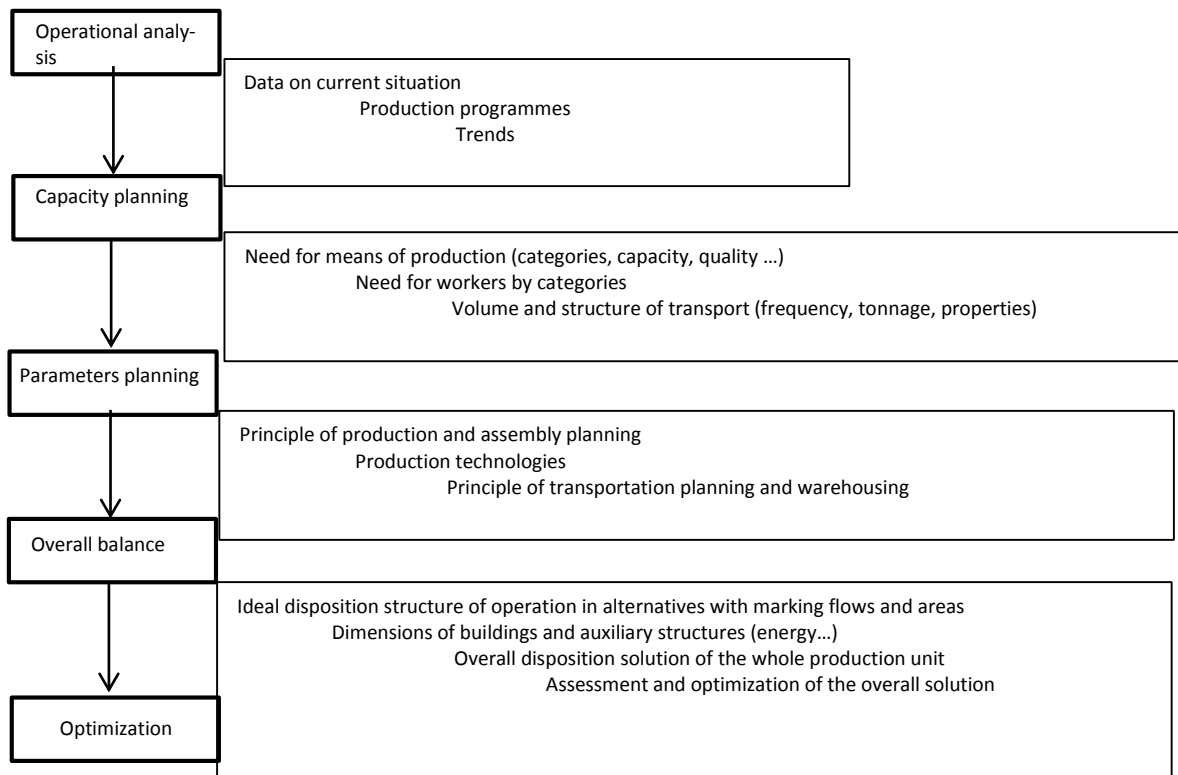 Operational analy-
sis
Data on current situation
Production programmes
Trends
Capacity planning
Need for means of production (categories, capacity, quality ...)
Need for workers by categories
Volume and structure of transport (frequency, tonnage, properties)
Parameters planning
Principle of production and assembly planning
Production technologies
Principle of transportation planning and warehousing
Overall balance
Ideal disposition structure of operation in alternatives with marking flows and areas
Dimensions of buildings and auxiliary structures (energy...)
Overall disposition solution of the whole production unit
Assessment and optimization of the overall solution
Optimization